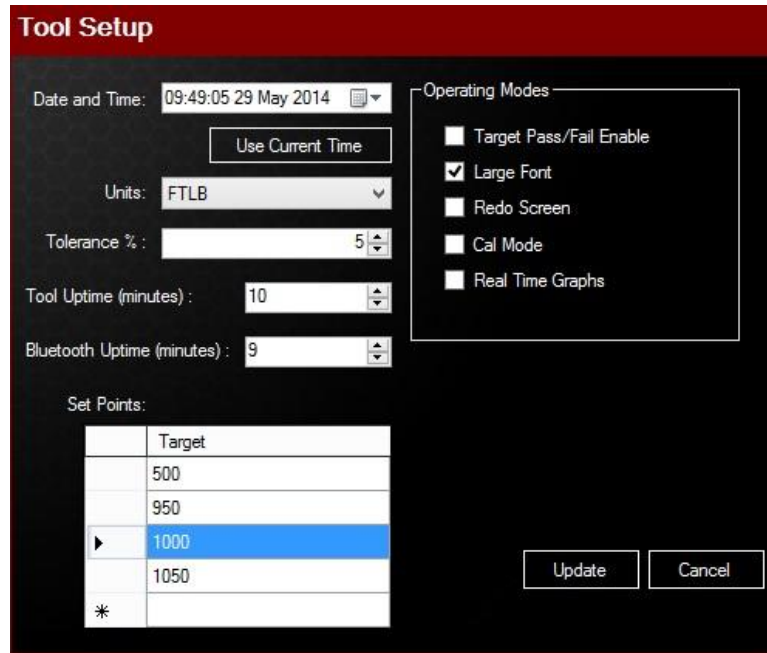 Tool Setup
Date and Time: 09:49:05 29 May 2014
Use Current Time
Units: FTLB
Tolerance % : 5
Tool Uptime (minutes) : 10
Bluetooth Uptime (minutes) : 9
Set Points:
Target
500
950
1000
1050
*
Operating Modes
Target Pass/Fail Enable
Large Font
Redo Screen
Cal Mode
Real Time Graphs
Update
Cancel